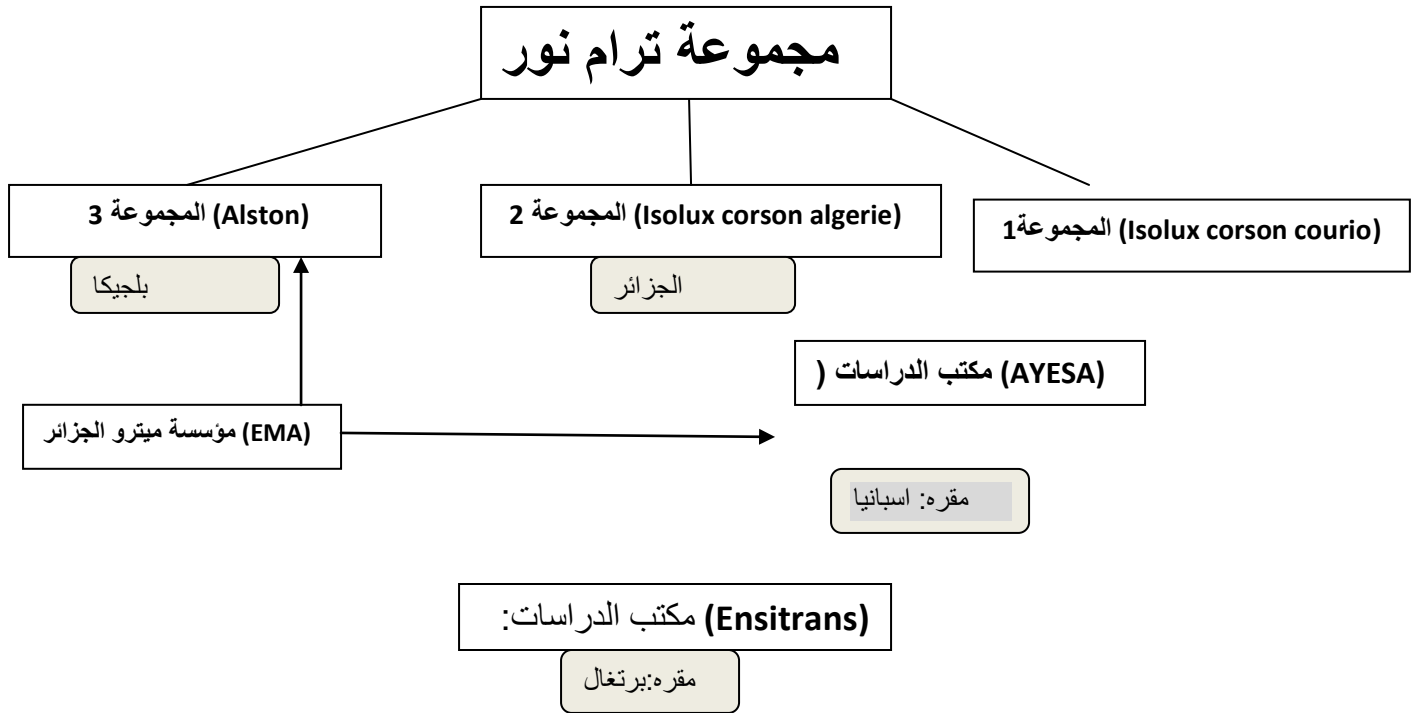 مجموعة ترام نور
المجموعة1 (Isolux corson courio)
المجموعة 2 (Isolux corson algerie)
المجموعة 3 (Alston)
الجزائر
بلجيكا
مكتب الدراسات (AYESA) (
مؤسسة ميترو الجزائر (EMA)
مقره: اسبانيا
مكتب الدراسات: (Ensitrans)
مقره:برتغال